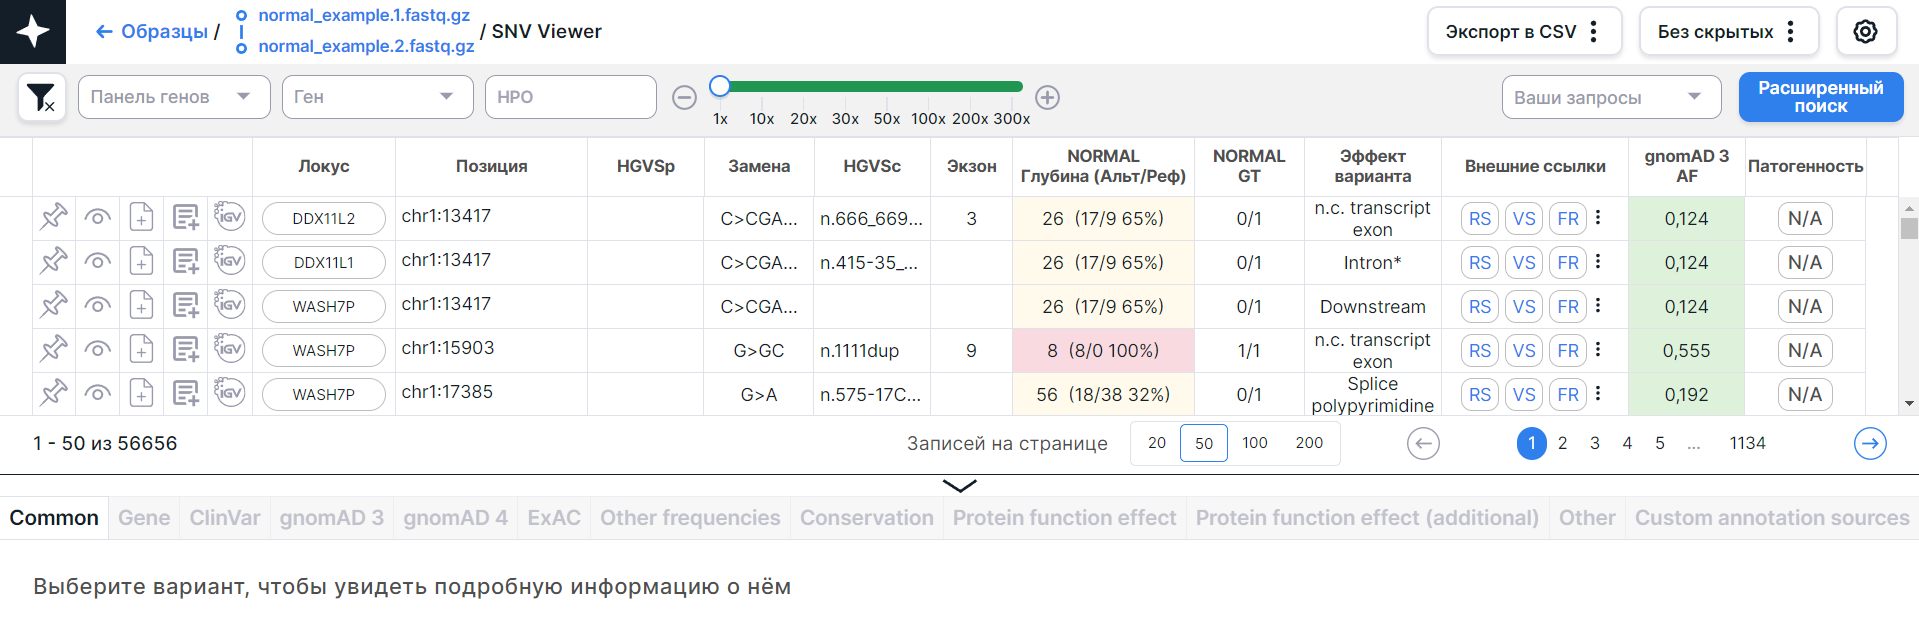 ← Образцы / normal_example.1.fastq.gz
normal_example.2.fastq.gz / SNV Viewer
Экспорт в CSV
Без скрытых
Панель генов
Ген
HPO
1x 10x 20x 30x 50x 100x 200x 300x
Ваши запросы
Расширенный
поиск
Локус Позиция HGVSp Замена HGVSc Экзон NORMAL Глубина (Альт/Реф) NORMAL GT Эффект варианта Внешние ссылки gnomAD 3 AF Патогенность
IGV DDX11L2 chr1:13417 C>CGA... n.666_669... 3 26 (17/9 65%) 0/1 n.c. transcript exon RS VS FR 0,124 N/A
IGV DDX11L1 chr1:13417 C>CGA... n.415-35_... 26 (17/9 65%) 0/1 Intron* RS VS FR 0,124 N/A
IGV WASH7P chr1:13417 C>CGA... 26 (17/9 65%) 0/1 Downstream RS VS FR 0,124 N/A
IGV WASH7P chr1:15903 G>GC n.1111dup 9 8 (8/0 100%) 1/1 n.c. transcript exon RS VS FR 0,555 N/A
IGV WASH7P chr1:17385 G>A n.575-17C... 56 (18/38 32%) 0/1 Splice polypyrimidine RS VS FR 0,192 N/A
1 - 50 из 56656
Записей на странице 20 50 100 200
← 1 2 3 4 5 ... 1134 →
Common Gene ClinVar gnomAD 3 gnomAD 4 ExAC Other frequencies Conservation Protein function effect Protein function effect (additional) Other Custom annotation sources
Выберите вариант, чтобы увидеть подробную информацию о нём